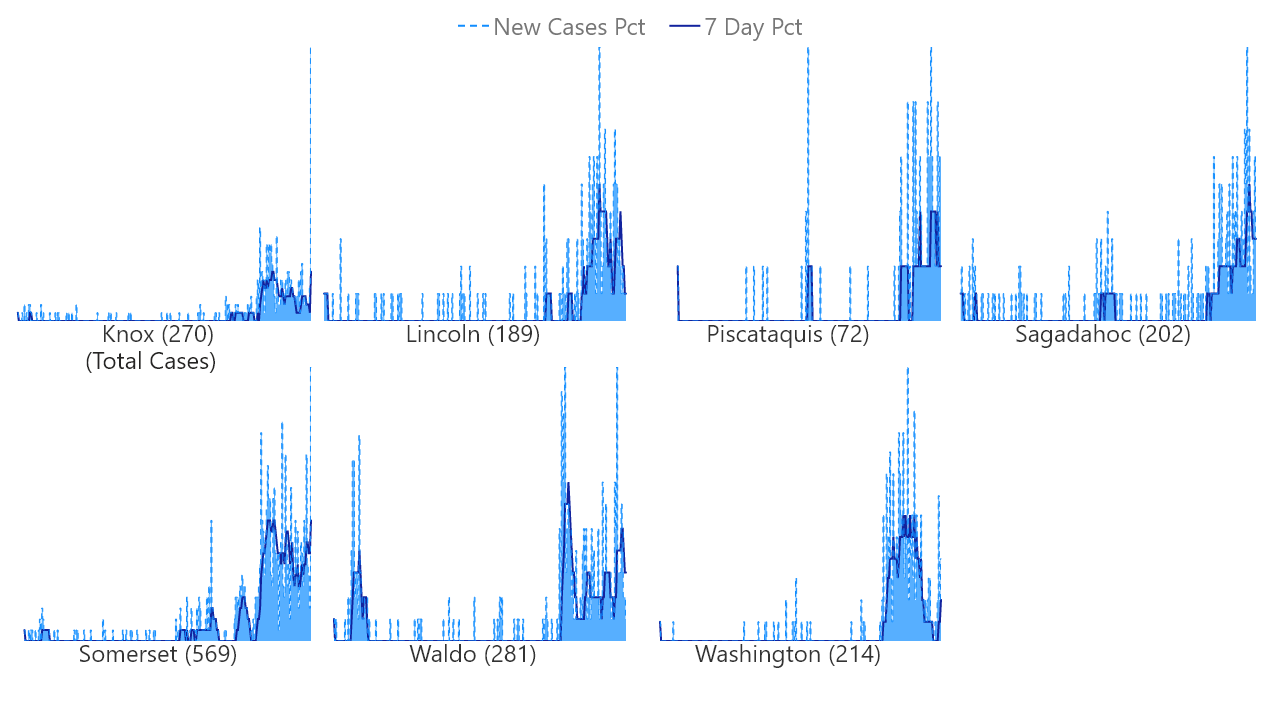 New Cases Pct 7 Day Pct
Knox (270) Lincoln (189) Piscataquis (72) Sagadahoc (202)
(Total Cases)
Somerset (569) Waldo (281) Washington (214)